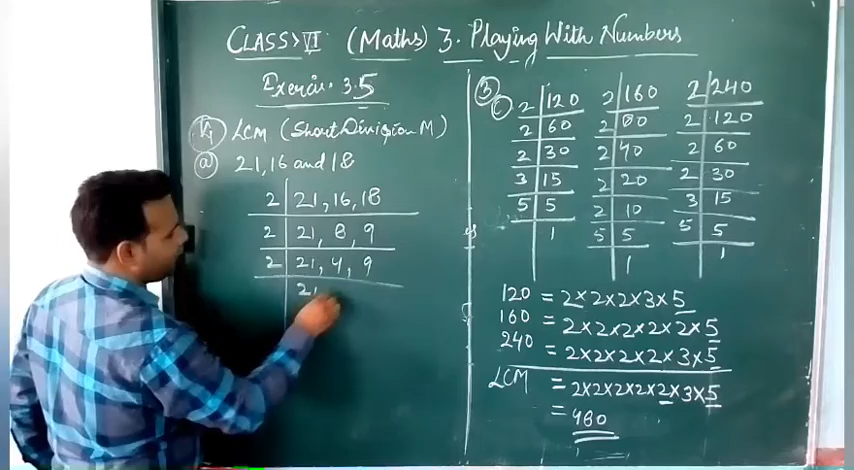 CLASS > VI (Maths) 3. Playing With Numbers
Exercise. 3.5
4 LCM (Short Division M)
a 21,16 and 18
2 | 21, 16, 18
2 | 21, 8, 9
2 | 21, 4, 9
21,
3
c 2 | 120
2 | 60
2 | 30
3 | 15
5 | 5
1
2 | 160
2 | 80
2 | 40
2 | 20
2 | 10
5 | 5
1
2 | 240
2 | 120
2 | 60
2 | 30
3 | 15
5 | 5
1
120 = 2×2×2×3×5
160 = 2×2×2×2×2×5
240 = 2×2×2×2×3×5
LCM = 2×2×2×2×2×3×5
= 480